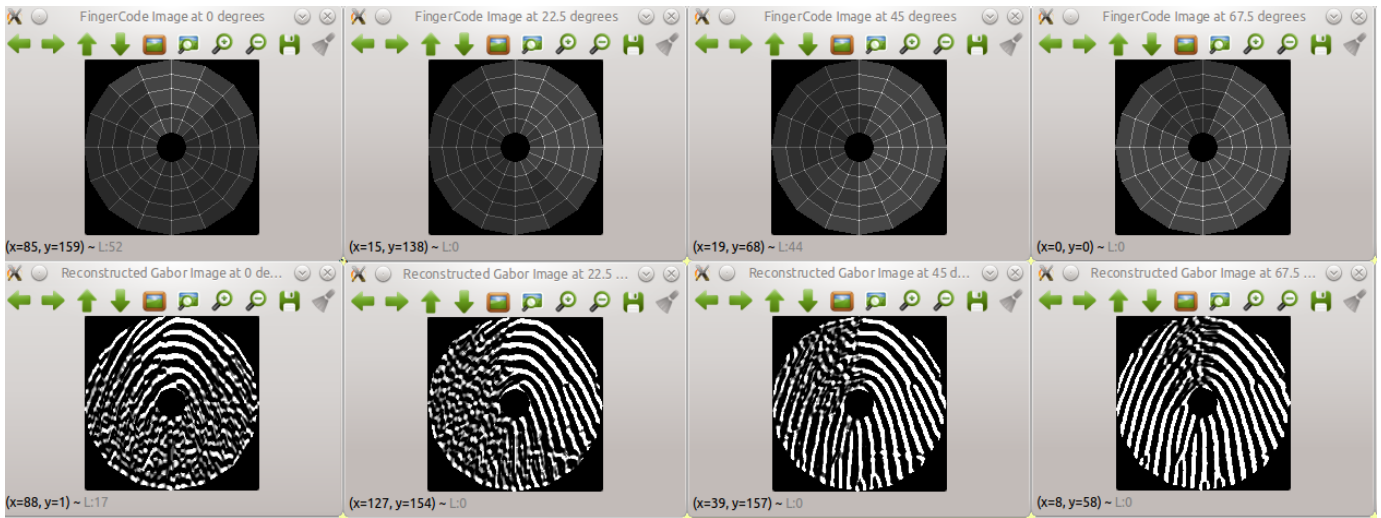 FingerCode Image at 0 degrees
FingerCode Image at 22.5 degrees
FingerCode Image at 45 degrees
FingerCode Image at 67.5 degrees
(x=85, y=159) ~ L:52
(x=15, y=138) ~ L:0
(x=19, y=68) ~ L:44
(x=0, y=0) ~ L:0
Reconstructed Gabor Image at 0 de...
Reconstructed Gabor Image at 22.5 ...
Reconstructed Gabor Image at 45 d...
Reconstructed Gabor Image at 67.5 ...
(x=88, y=1) ~ L:17
(x=127, y=154) ~ L:0
(x=39, y=157) ~ L:0
(x=8, y=58) ~ L:0